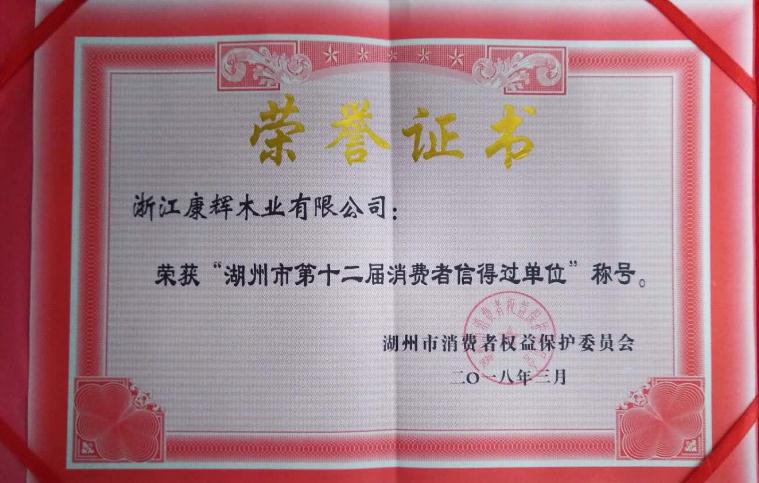 荣誉证书
浙江康辉木业有限公司：
荣获“湖州市第十二届消费者信得过单位”称号。
湖州市消费者权益保护委员会
二〇一八年三月